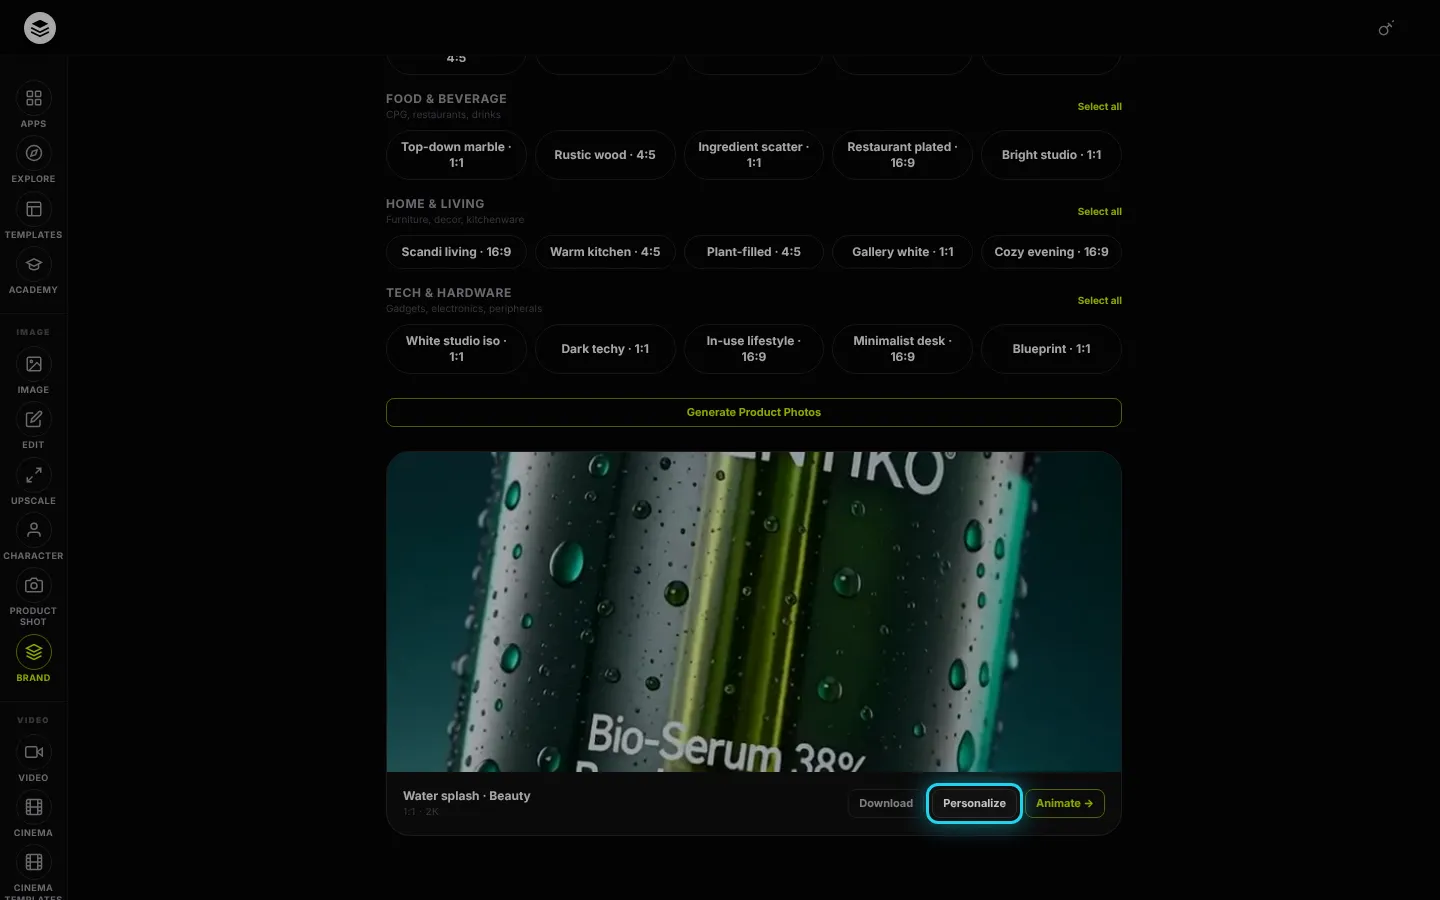 4:5
FOOD & BEVERAGE
CPG, restaurants, drinks
Select all
Top-down marble ·
1:1
Rustic wood · 4:5
Ingredient scatter ·
1:1
Restaurant plated ·
16:9
Bright studio · 1:1
HOME & LIVING
Furniture, decor, kitchenware
Select all
Scandi living · 16:9
Warm kitchen · 4:5
Plant-filled · 4:5
Gallery white · 1:1
Cozy evening · 16:9
TECH & HARDWARE
Gadgets, electronics, peripherals
Select all
White studio iso ·
1:1
Dark techy · 1:1
In-use lifestyle ·
16:9
Minimalist desk ·
16:9
Blueprint · 1:1
Generate Product Photos
Bio-Serum 38%
Water splash · Beauty
1:1 · 2K
Download
Personalize
Animate →
APPS
EXPLORE
TEMPLATES
ACADEMY
IMAGE
IMAGE
EDIT
UPSCALE
CHARACTER
PRODUCT
SHOT
BRAND
VIDEO
VIDEO
CINEMA
CINEMA
TEMPLATES